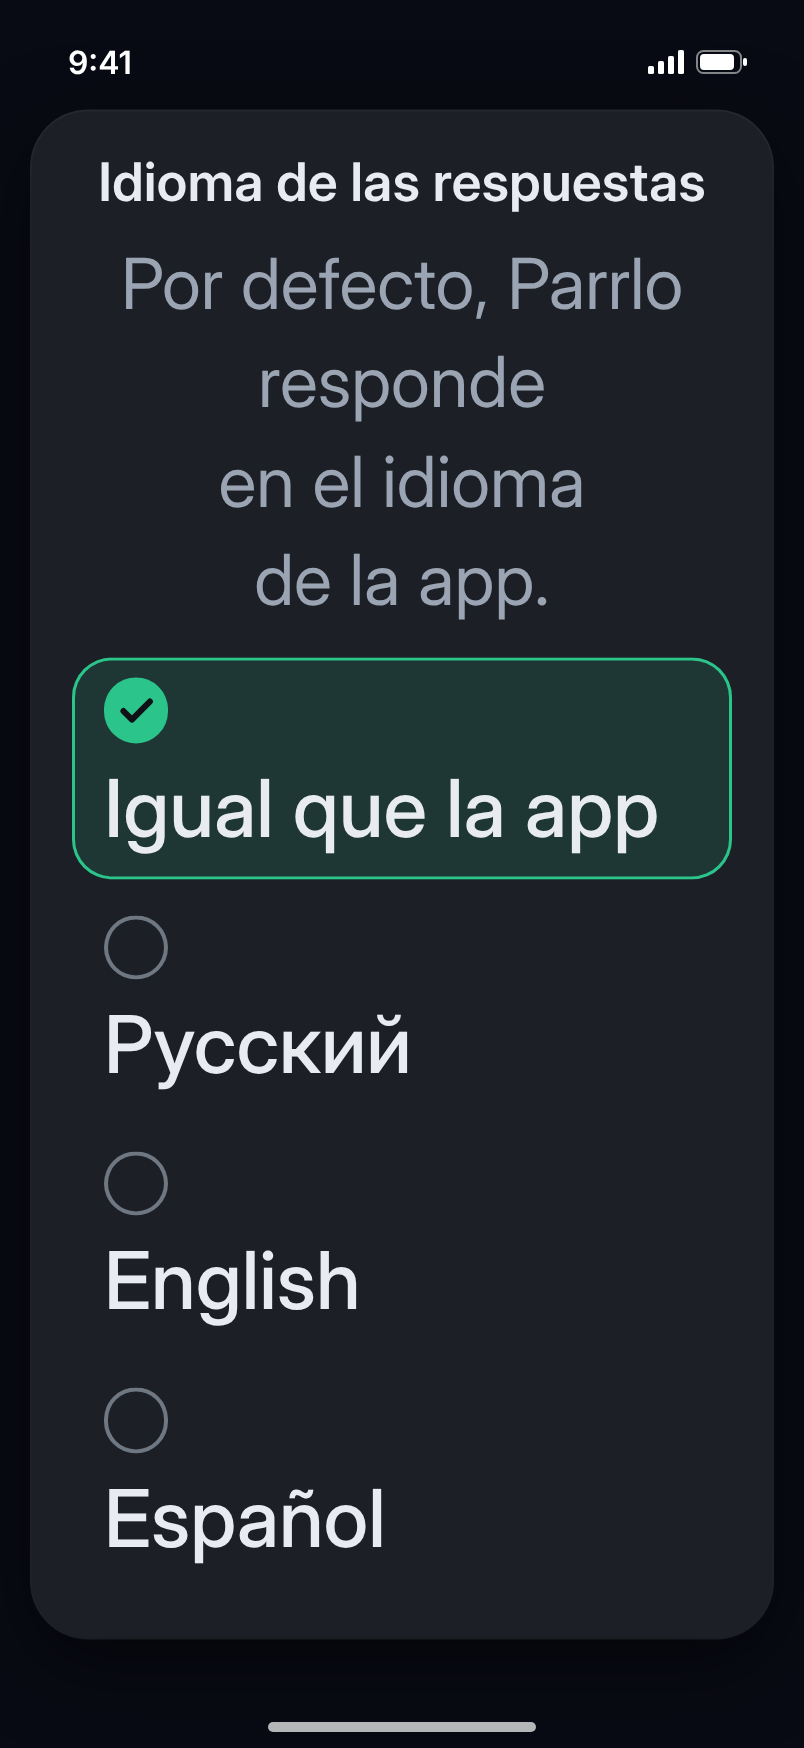 9:41
Idioma de las respuestas
Por defecto, Parrlo
responde
en el idioma
de la app.
Igual que la app
Русский
English
Español